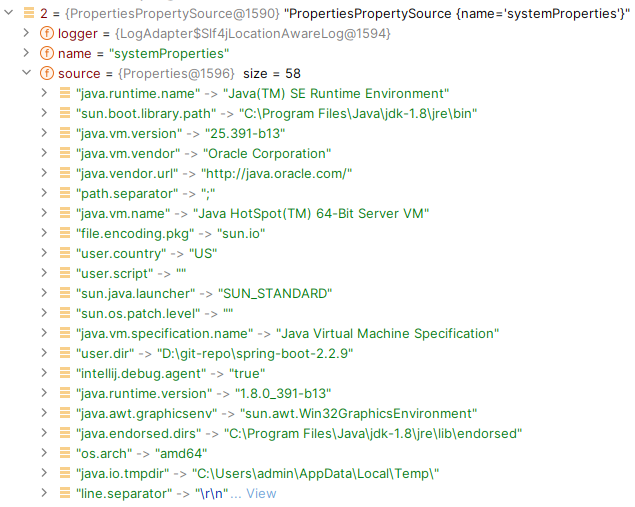 2 = {PropertiesPropertySource@1590} "PropertiesPropertySource {name='systemProperties'}"
f logger = {LogAdapter$Slf4jLocationAwareLog@1594}
f name = "systemProperties"
f source = {Properties@1596} size = 58
"java.runtime.name" -> "Java(TM) SE Runtime Environment"
"sun.boot.library.path" -> "C:\Program Files\Java\jdk-1.8\jre\bin"
"java.vm.version" -> "25.391-b13"
"java.vm.vendor" -> "Oracle Corporation"
"java.vendor.url" -> "http://java.oracle.com/"
"path.separator" -> ";"
"java.vm.name" -> "Java HotSpot(TM) 64-Bit Server VM"
"file.encoding.pkg" -> "sun.io"
"user.country" -> "US"
"user.script" -> ""
"sun.java.launcher" -> "SUN_STANDARD"
"sun.os.patch.level" -> ""
"java.vm.specification.name" -> "Java Virtual Machine Specification"
"user.dir" -> "D:\git-repo\spring-boot-2.2.9"
"intellij.debug.agent" -> "true"
"java.runtime.version" -> "1.8.0_391-b13"
"java.awt.graphicsenv" -> "sun.awt.Win32GraphicsEnvironment"
"java.endorsed.dirs" -> "C:\Program Files\Java\jdk-1.8\jre\lib\endorsed"
"os.arch" -> "amd64"
"java.io.tmpdir" -> "C:\Users\admin\AppData\Local\Temp\"
"line.separator" -> "\r\n"... View